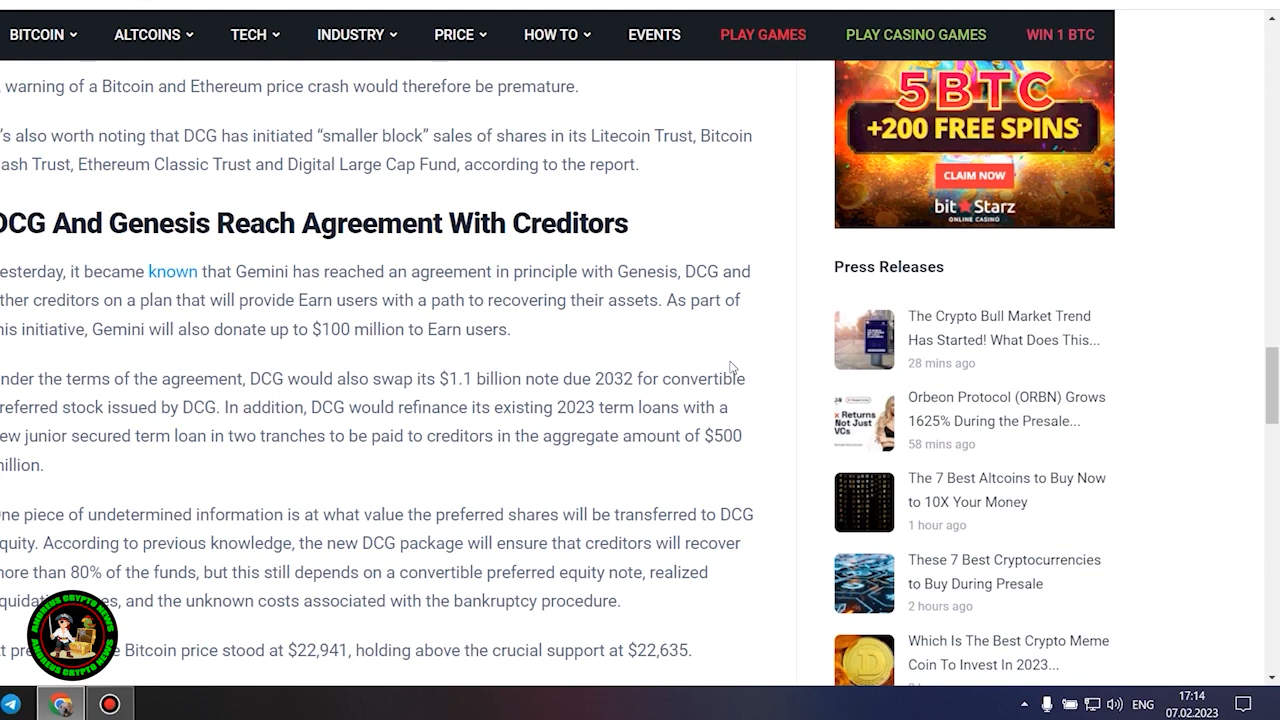 BITCOIN ALTCOINS TECH INDUSTRY PRICE HOW TO EVENTS PLAY GAMES PLAY CASINO GAMES WIN 1 BTC
warning of a Bitcoin and Ethereum price crash would therefore be premature.
's also worth noting that DCG has initiated “smaller block” sales of shares in its Litecoin Trust, Bitcoin
ash Trust, Ethereum Classic Trust and Digital Large Cap Fund, according to the report.
DCG And Genesis Reach Agreement With Creditors
esterday, it became known that Gemini has reached an agreement in principle with Genesis, DCG and
ther creditors on a plan that will provide Earn users with a path to recovering their assets. As part of
his initiative, Gemini will also donate up to $100 million to Earn users.
nder the terms of the agreement, DCG would also swap its $1.1 billion note due 2032 for convertible
referred stock issued by DCG. In addition, DCG would refinance its existing 2023 term loans with a
ew junior secured term loan in two tranches to be paid to creditors in the aggregate amount of $500
million.
ne piece of undetermined information is at what value the preferred shares will be transferred to DCG
quity. According to previous knowledge, the new DCG package will ensure that creditors will recover
more than 80% of the funds, but this still depends on a convertible preferred equity note, realized
and the unknown costs associated with the bankruptcy procedure.
Bitcoin price stood at $22,941, holding above the crucial support at $22,635.
5BTC
+200 FREE SPINS
CLAIM NOW
bitStarz
ONLINE CASINO
Press Releases
The Crypto Bull Market Trend
Has Started! What Does This...
28 mins ago
Returns
Not Just
VCs
Orbeon Protocol (ORBN) Grows
1625% During the Presale...
58 mins ago
The 7 Best Altcoins to Buy Now
to 10X Your Money
1 hour ago
These 7 Best Cryptocurrencies
to Buy During Presale
2 hours ago
Which Is The Best Crypto Meme
Coin To Invest In 2023...
ANDREUS CRYPTO NEWS
ANDREUS CRYPTO NEWS
ENG
17:14
07.02.2023